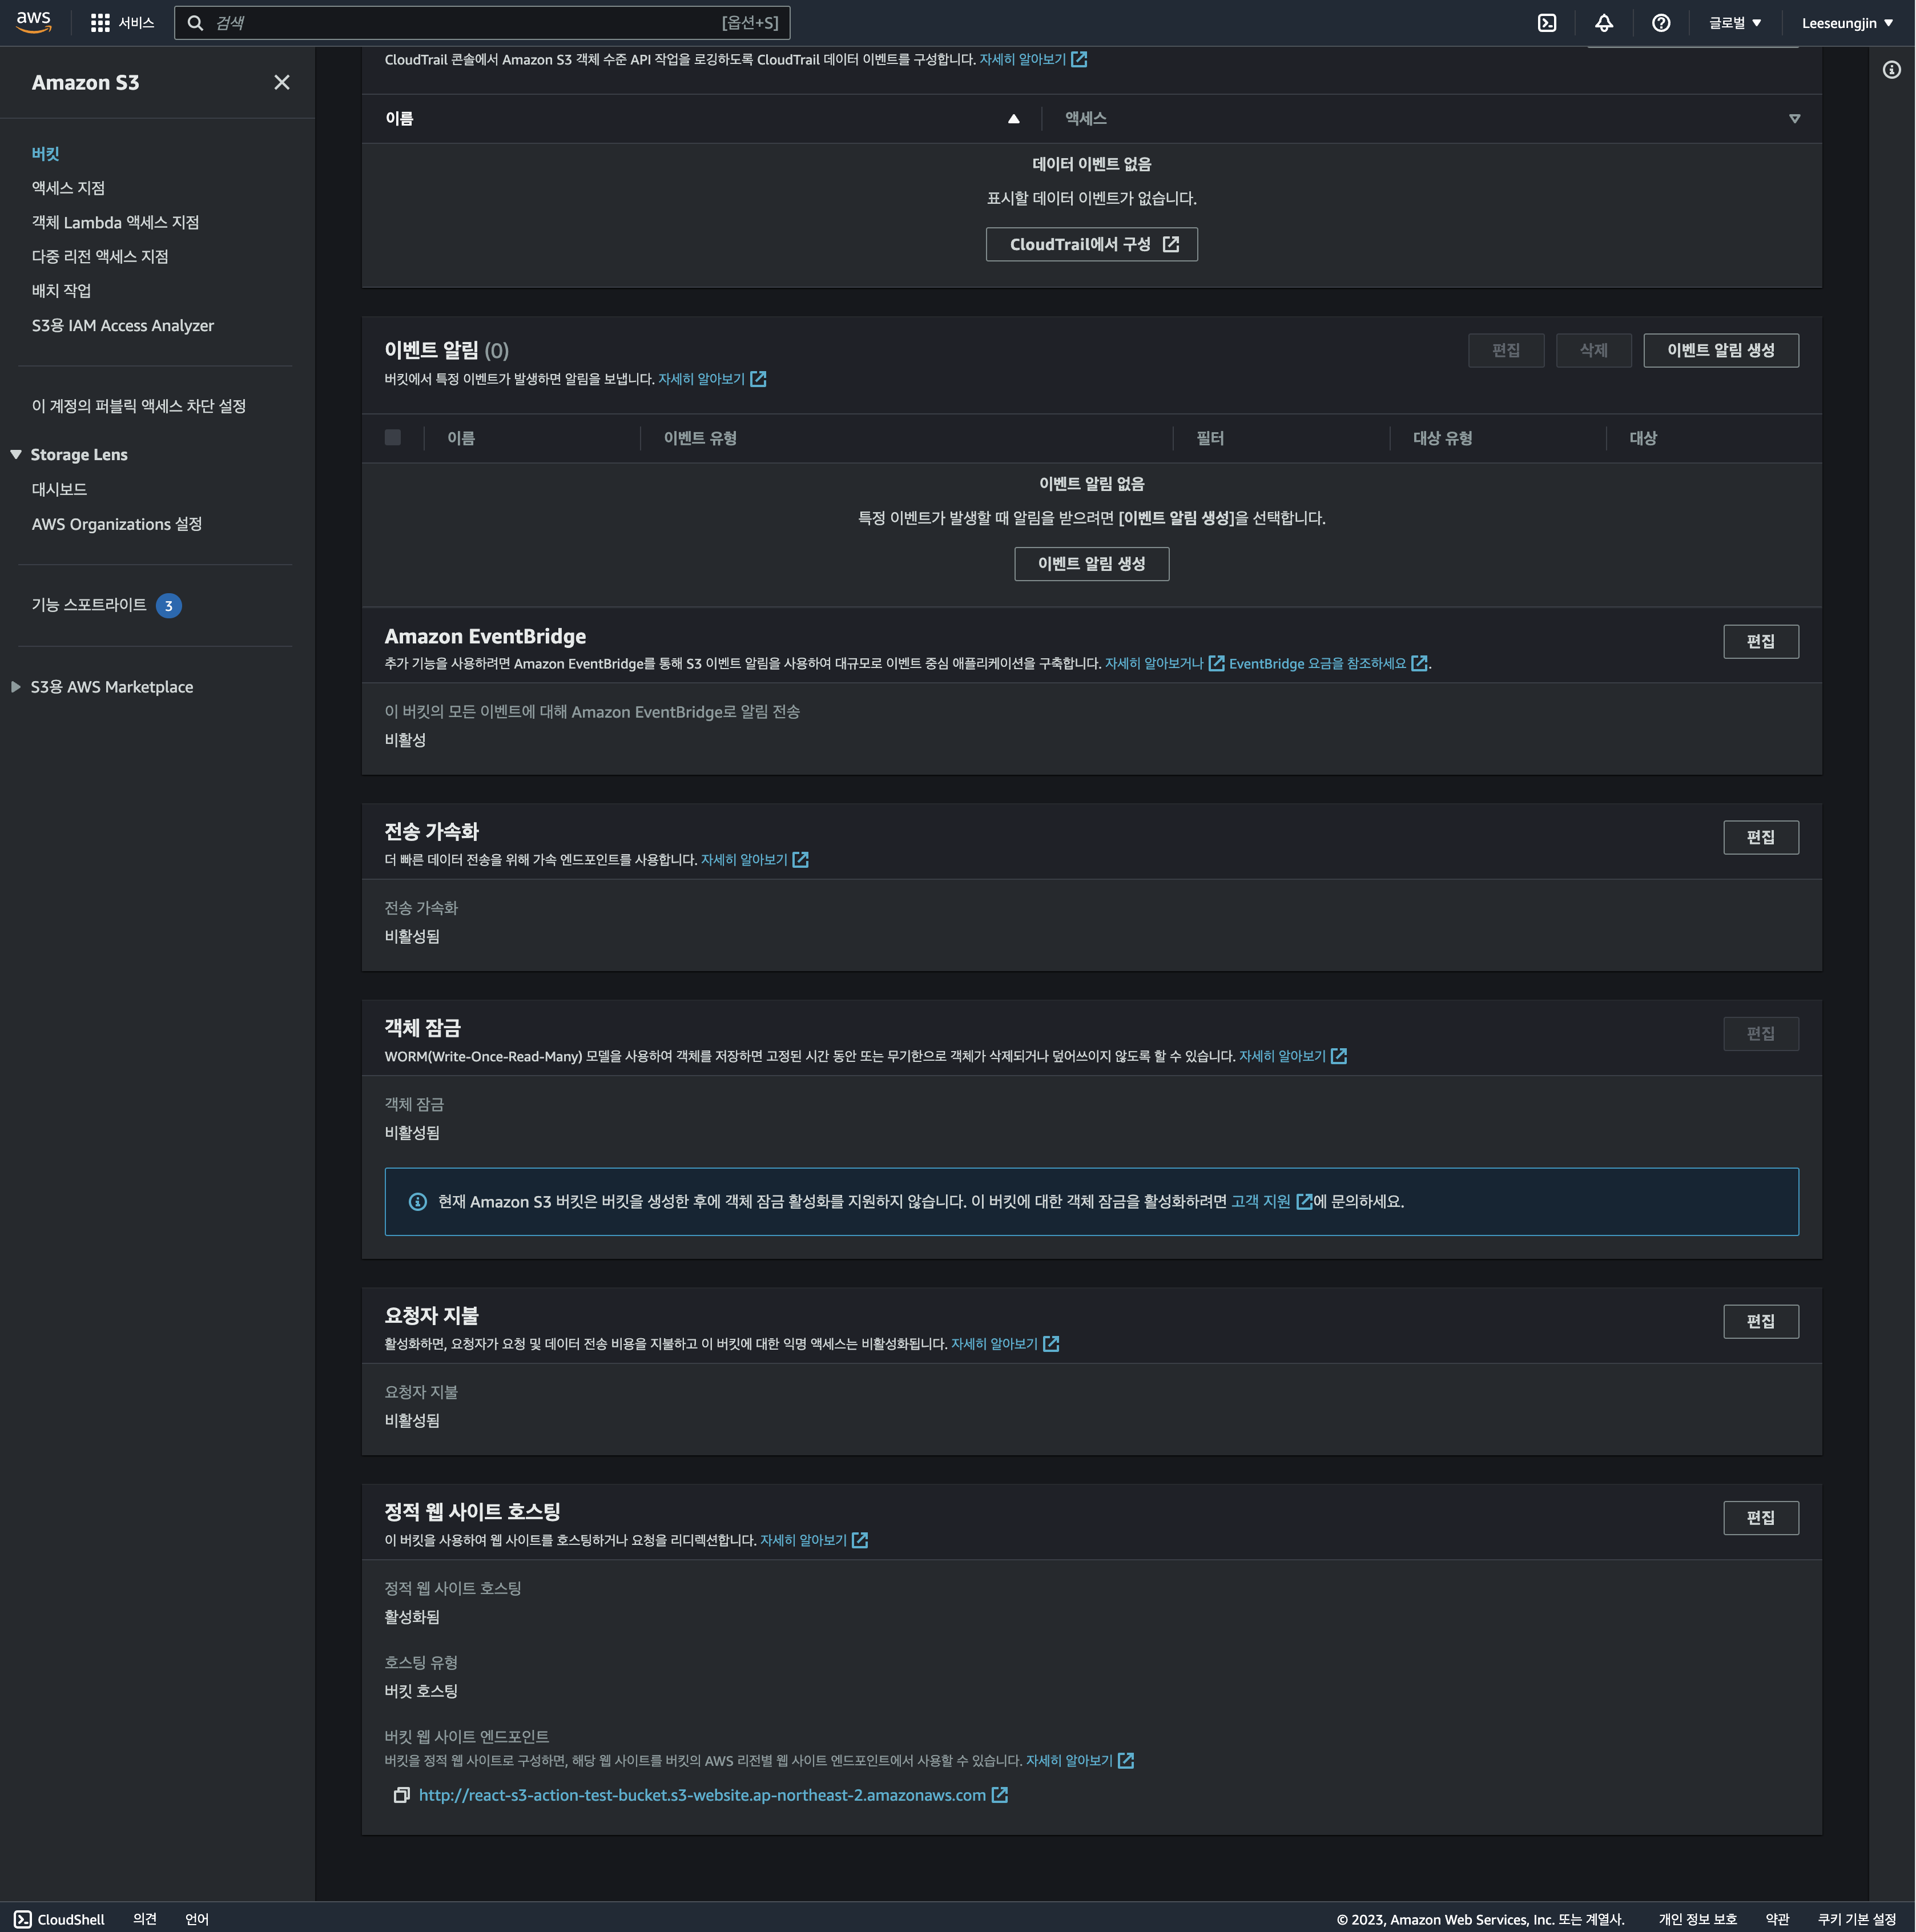 aws
서비스
검색
[옵션+S]
글로벌
Leeseungjin
Amazon S3
버킷
액세스 지점
객체 Lambda 액세스 지점
다중 리전 액세스 지점
배치 작업
S3용 IAM Access Analyzer
이 계정의 퍼블릭 액세스 차단 설정
Storage Lens
대시보드
AWS Organizations 설정
기능 스포트라이트 3
S3용 AWS Marketplace
CloudTrail 콘솔에서 Amazon S3 객체 수준 API 작업을 로깅하도록 CloudTrail 데이터 이벤트를 구성합니다. 자세히 알아보기
이름
액세스
데이터 이벤트 없음
표시할 데이터 이벤트가 없습니다.
CloudTrail에서 구성
이벤트 알림 (0)
버킷에서 특정 이벤트가 발생하면 알림을 보냅니다. 자세히 알아보기
편집
삭제
이벤트 알림 생성
이름
이벤트 유형
필터
대상 유형
대상
이벤트 알림 없음
특정 이벤트가 발생할 때 알림을 받으려면 [이벤트 알림 생성]을 선택합니다.
이벤트 알림 생성
Amazon EventBridge
추가 기능을 사용하려면 Amazon EventBridge를 통해 S3 이벤트 알림을 사용하여 대규모로 이벤트 중심 애플리케이션을 구축합니다. 자세히 알아보거나 EventBridge 요금을 참조하세요.
편집
이 버킷의 모든 이벤트에 대해 Amazon EventBridge로 알림 전송
비활성
전송 가속화
더 빠른 데이터 전송을 위해 가속 엔드포인트를 사용합니다. 자세히 알아보기
편집
전송 가속화
비활성됨
객체 잠금
WORM(Write-Once-Read-Many) 모델을 사용하여 객체를 저장하면 고정된 시간 동안 또는 무기한으로 객체가 삭제되거나 덮어쓰이지 않도록 할 수 있습니다. 자세히 알아보기
편집
객체 잠금
비활성됨
현재 Amazon S3 버킷은 버킷을 생성한 후에 객체 잠금 활성화를 지원하지 않습니다. 이 버킷에 대한 객체 잠금을 활성화하려면 고객 지원에 문의하세요.
요청자 지불
활성화하면, 요청자가 요청 및 데이터 전송 비용을 지불하고 이 버킷에 대한 익명 액세스는 비활성화됩니다. 자세히 알아보기
편집
요청자 지불
비활성됨
정적 웹 사이트 호스팅
이 버킷을 사용하여 웹 사이트를 호스팅하거나 요청을 리디렉션합니다. 자세히 알아보기
편집
정적 웹 사이트 호스팅
활성화됨
호스팅 유형
버킷 호스팅
버킷 웹 사이트 엔드포인트
버킷을 정적 웹 사이트로 구성하면, 해당 웹 사이트를 버킷의 AWS 리전별 웹 사이트 엔드포인트에서 사용할 수 있습니다. 자세히 알아보기
http://react-s3-action-test-bucket.s3-website.ap-northeast-2.amazonaws.com
CloudShell
의견
언어
© 2023, Amazon Web Services, Inc. 또는 계열사.
개인 정보 보호
약관
쿠키 기본 설정